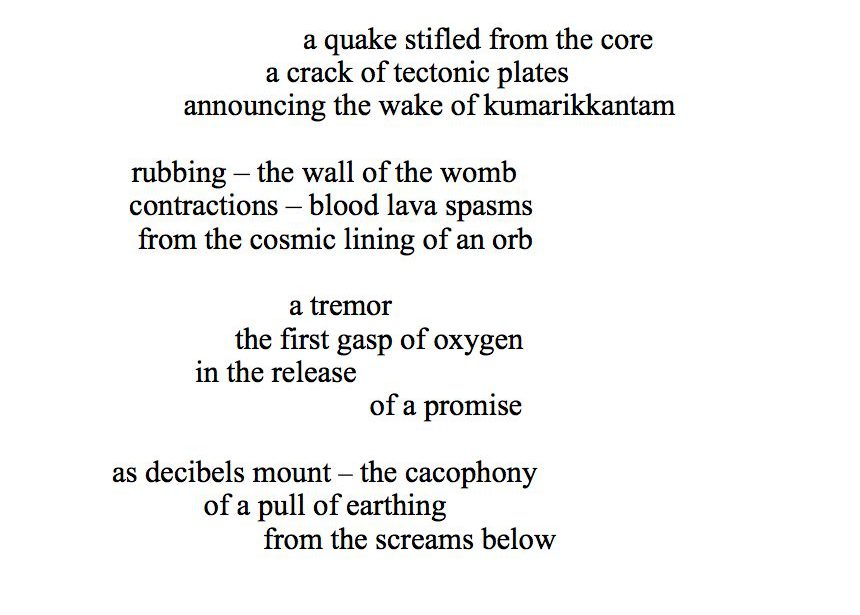 a quake stifled from the core
a crack of tectonic plates
announcing the wake of kumarikkantam
rubbing – the wall of the womb
contractions – blood lava spasms
from the cosmic lining of an orb
a tremor
the first gasp of oxygen
in the release
of a promise
as decibels mount – the cacophony
of a pull of earthing
from the screams below